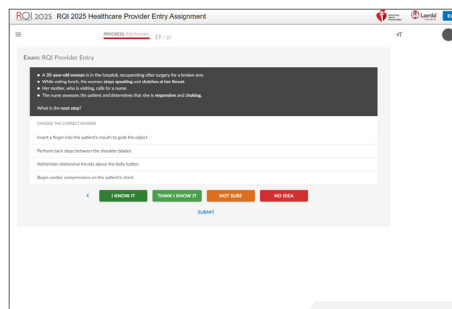 RQI 2025 RQI 2025 Healthcare Provider Entry Assignment
Laerdal
PROGRESS: RQI Provider 19 / 26
Exam: RQI Provider Entry
A 35-year-old woman is in the hospital, recuperating after surgery for a broken arm.
While eating lunch, the woman stops speaking and clutches at her throat.
Her mother, who is visiting, calls for a nurse.
The nurse assesses the patient and determines that she is responsive and choking.
What is the next step?
CHOOSE THE CORRECT ANSWER
Insert a finger into the patient's mouth to grab the object
Perform back slaps between the shoulder blades
Administer abdominal thrusts above the belly button
Begin cardiac compressions on the patient's chest
I KNOW IT THINK I KNOW IT NOT SURE NO IDEA
SUBMIT